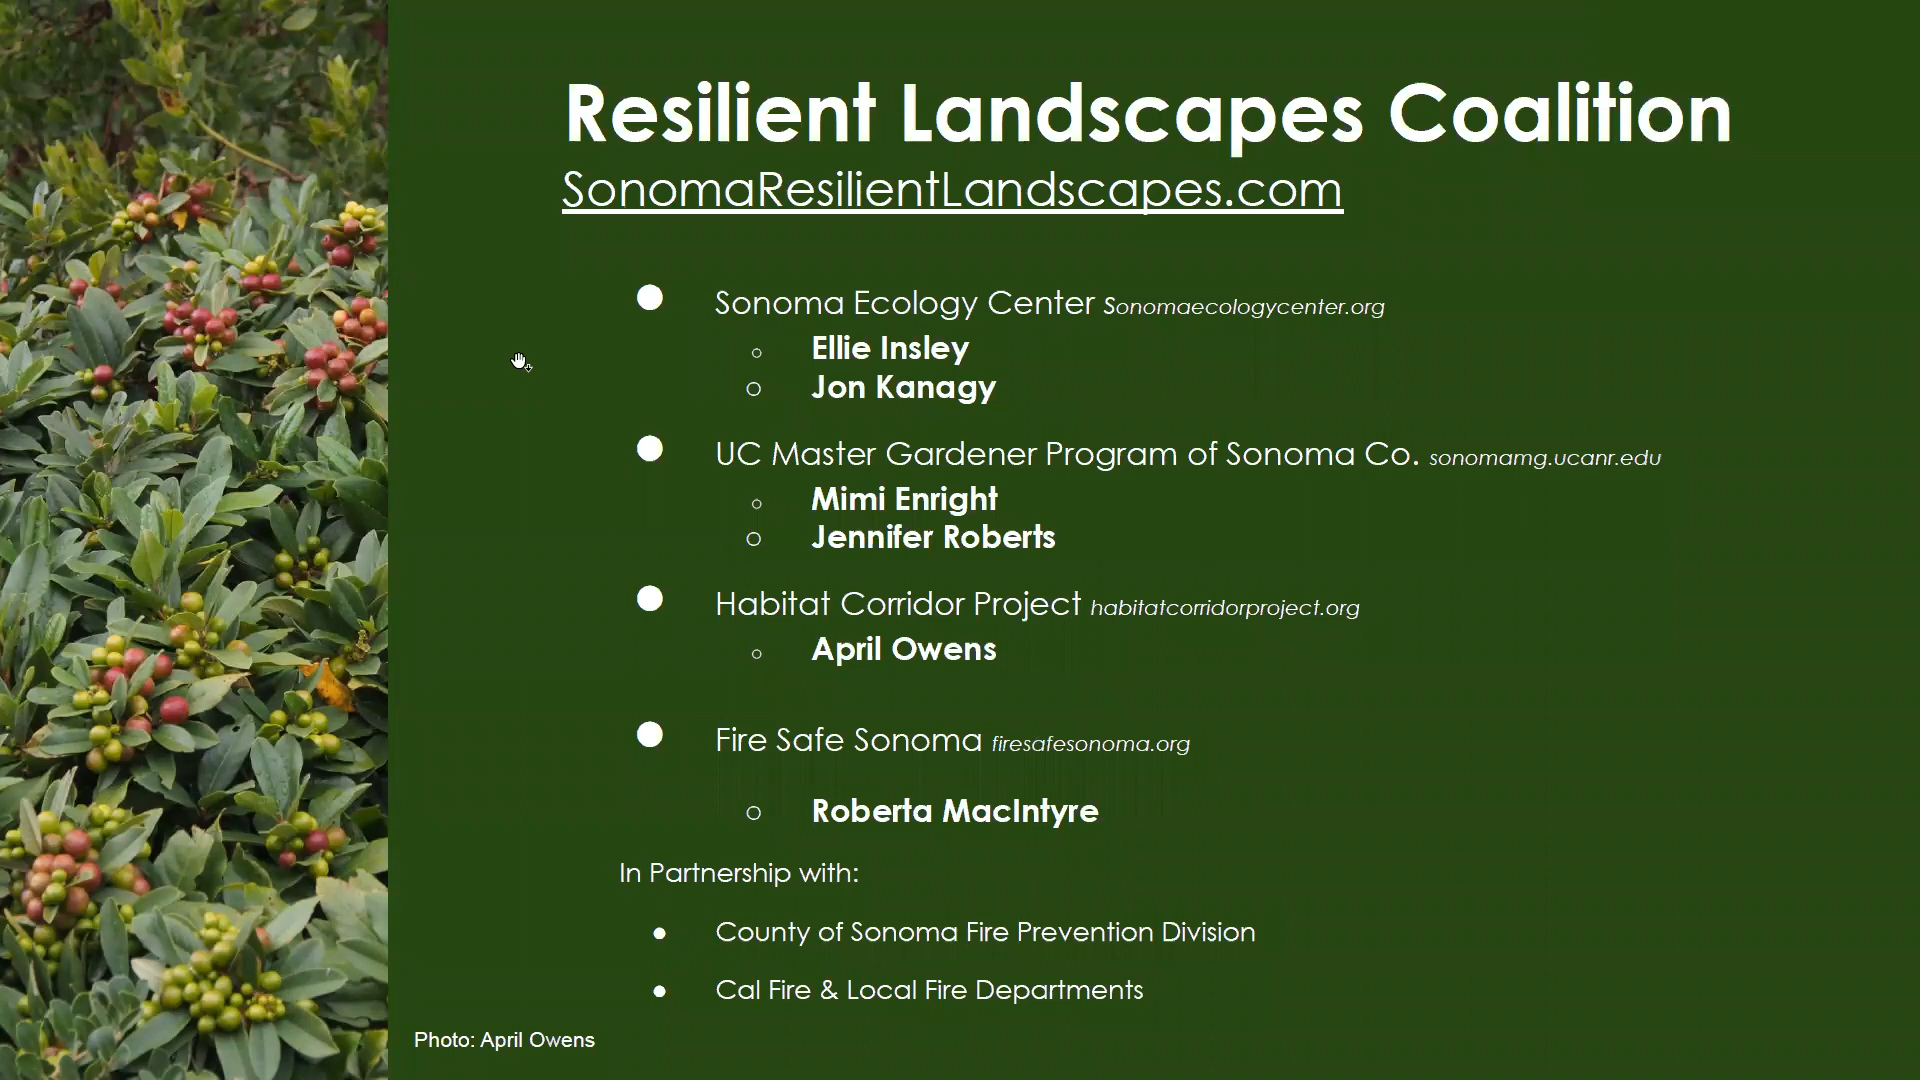 Resilient Landscapes Coalition
SonomaResilientLandscapes.com
● Sonoma Ecology Center Sonomaecologycenter.org
○ Ellie Insley
○ Jon Kanagy
● UC Master Gardener Program of Sonoma Co. sonomamg.ucanr.edu
○ Mimi Enright
○ Jennifer Roberts
● Habitat Corridor Project habitatcorridorproject.org
○ April Owens
● Fire Safe Sonoma firesafesonoma.org
○ Roberta MacIntyre
In Partnership with:
● County of Sonoma Fire Prevention Division
● Cal Fire & Local Fire Departments
Photo: April Owens